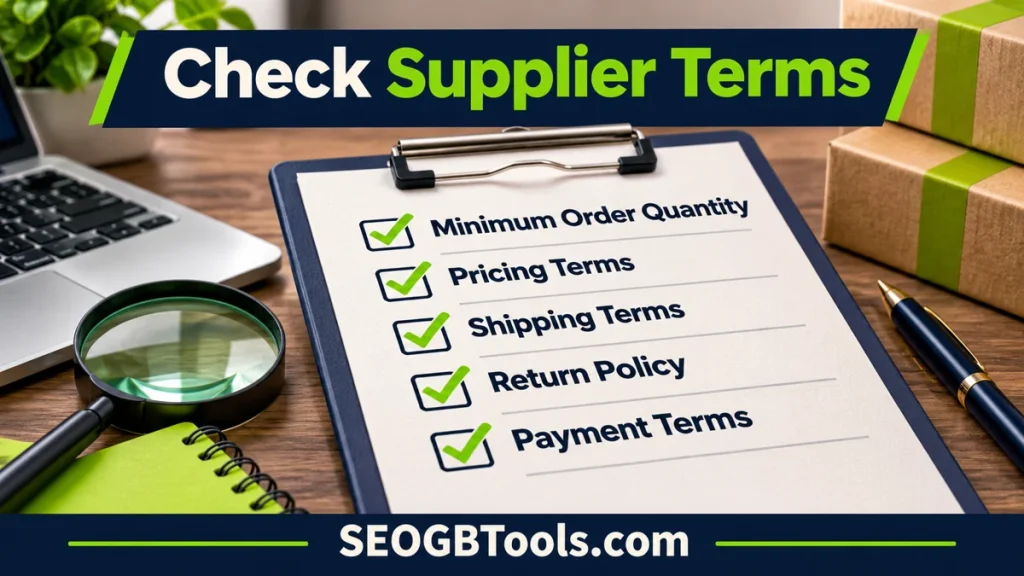 Check Supplier Terms
Minimum Order Quantity
Pricing Terms
Shipping Terms
Return Policy
Payment Terms
SEOGBTools.com